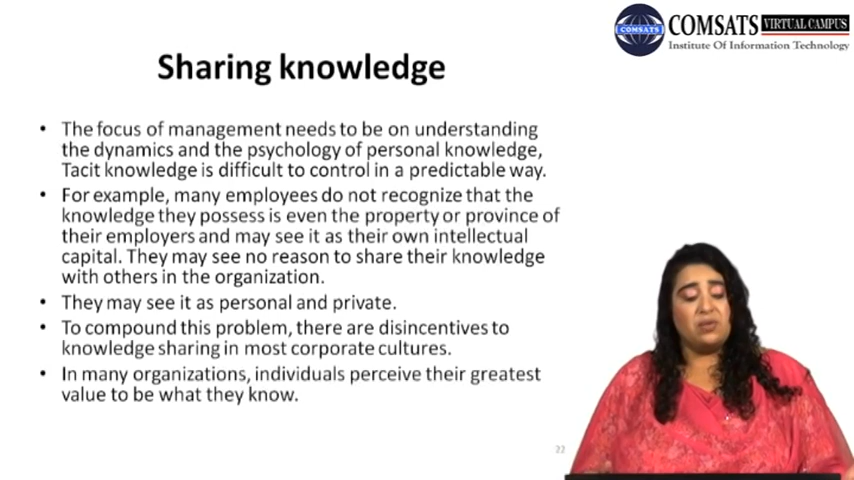 COMSATS
COMSATS VIRTUAL CAMPUS
Institute Of Information Technology
Sharing knowledge
• The focus of management needs to be on understanding
the dynamics and the psychology of personal knowledge,
Tacit knowledge is difficult to control in a predictable way.
• For example, many employees do not recognize that the
knowledge they possess is even the property or province of
their employers and may see it as their own intellectual
capital. They may see no reason to share their knowledge
with others in the organization.
• They may see it as personal and private.
• To compound this problem, there are disincentives to
knowledge sharing in most corporate cultures.
• In many organizations, individuals perceive their greatest
value to be what they know.
22